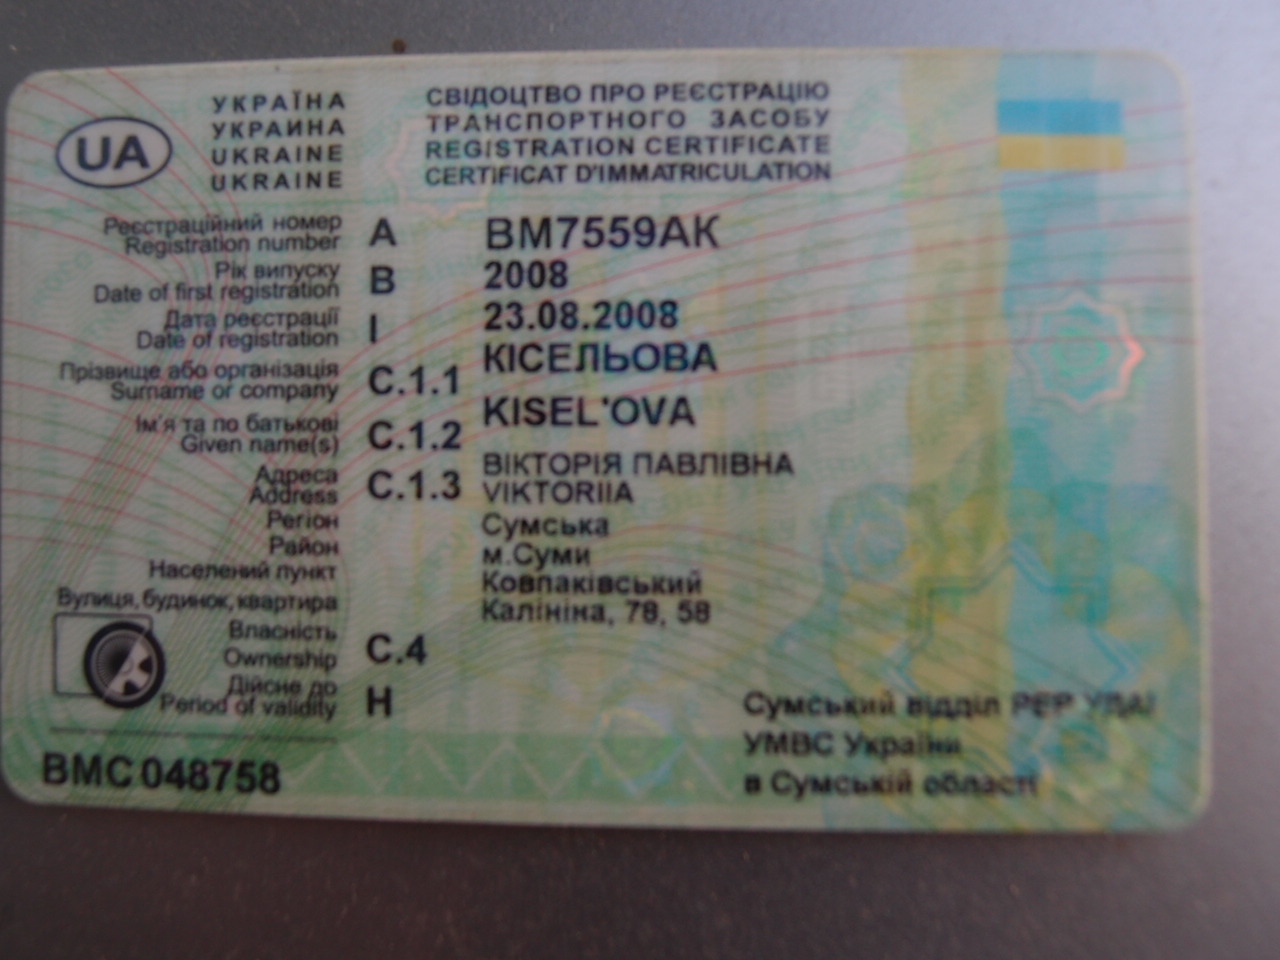 UA
УКРАЇНА
УКРАИНА
UKRAINE
UKRAINE
СВІДОЦТВО ПРО РЕЄСТРАЦІЮ
ТРАНСПОРТНОГО ЗАСОБУ
REGISTRATION CERTIFICATE
CERTIFICAT D'IMMATRICULATION
Реєстраційний номер
Registration number
A
BM7559AK
Рік випуску
Date of first registration
B
2008
Дата реєстрації
Date of registration
I
23.08.2008
Прізвище або організація
Surname or company
C.1.1
КІСЕЛЬОВА
KISEL'OVA
Ім'я та по батькові
Given name(s)
C.1.2
ВІКТОРІЯ ПАВЛІВНА
VIKTORIIA
Адреса
Address
C.1.3
Регіон
Сумська
Район
м.Суми
Населений пункт
Ковпаківський
Вулиця, будинок, квартира
Калініна, 78, 58
Власність
Ownership
C.4
Дійсне до
Period of validity
H
Сумський відділ РЕР УДАІ
УМВС України
в Сумській області
BMC 048758